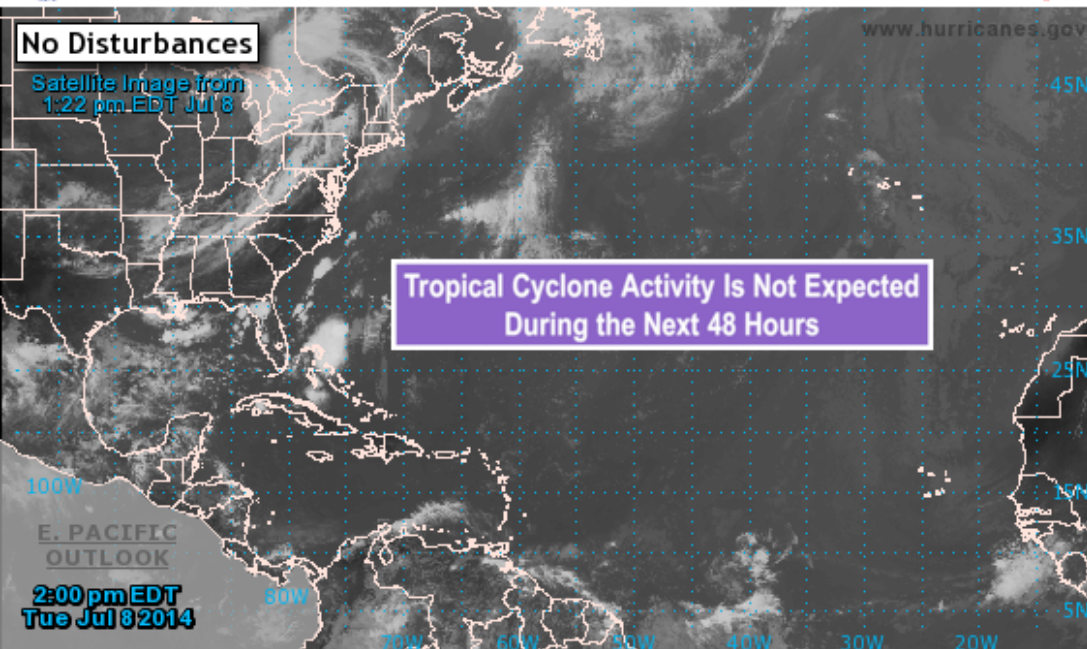 No Disturbances
www.hurricanes.gov
Satellite Image from
1:22 pm EDT Jul 8
45N
35N
Tropical Cyclone Activity Is Not Expected
During the Next 48 Hours
25N
100W
15N
E. PACIFIC
OUTLOOK
2:00 pm EDT
Tue Jul 8 2014
80W
5N
70W
60W
50W
40W
30W
20W